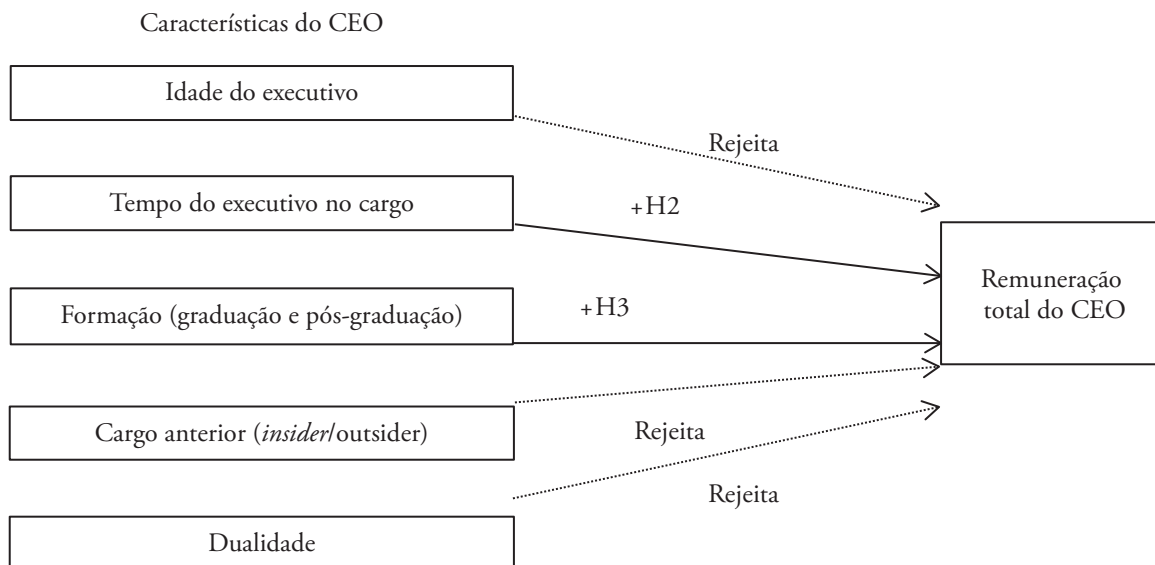 Características do CEO
Idade do executivo
Rejeita
Tempo do executivo no cargo
+H2
Remuneração
total do CEO
Formação (graduação e pós-graduação)
+H3
Cargo anterior (insider/outsider)
Rejeita
Rejeita
Dualidade